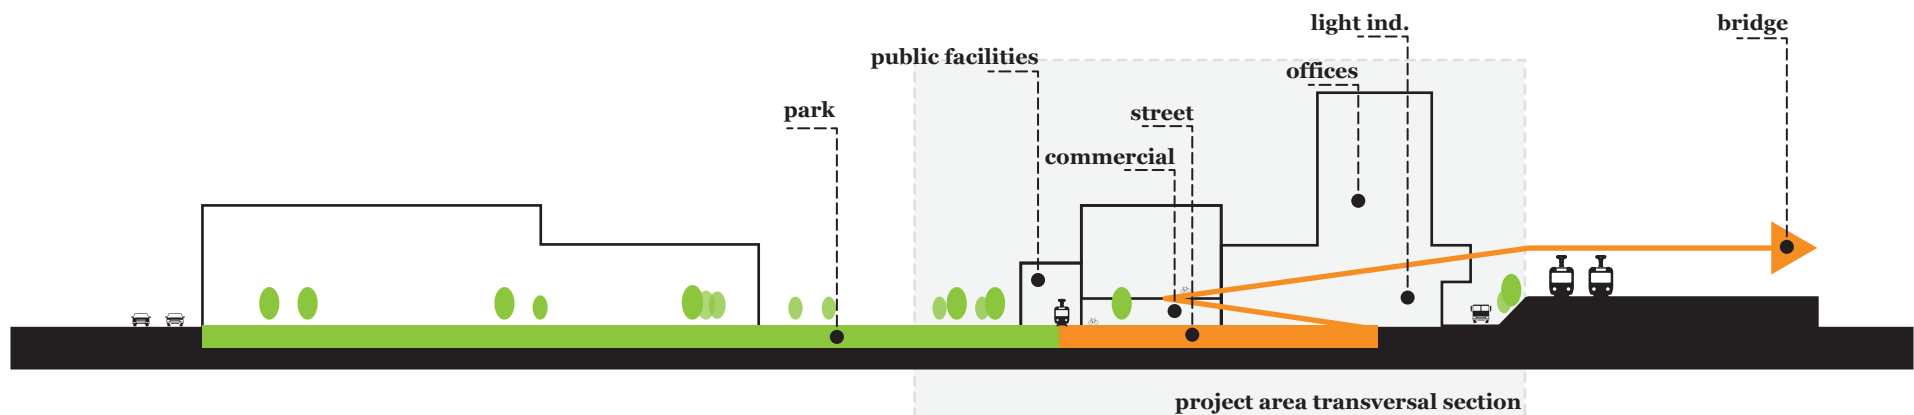 light ind.
bridge
public facilities
offices
park
street
commercial
project area transversal section